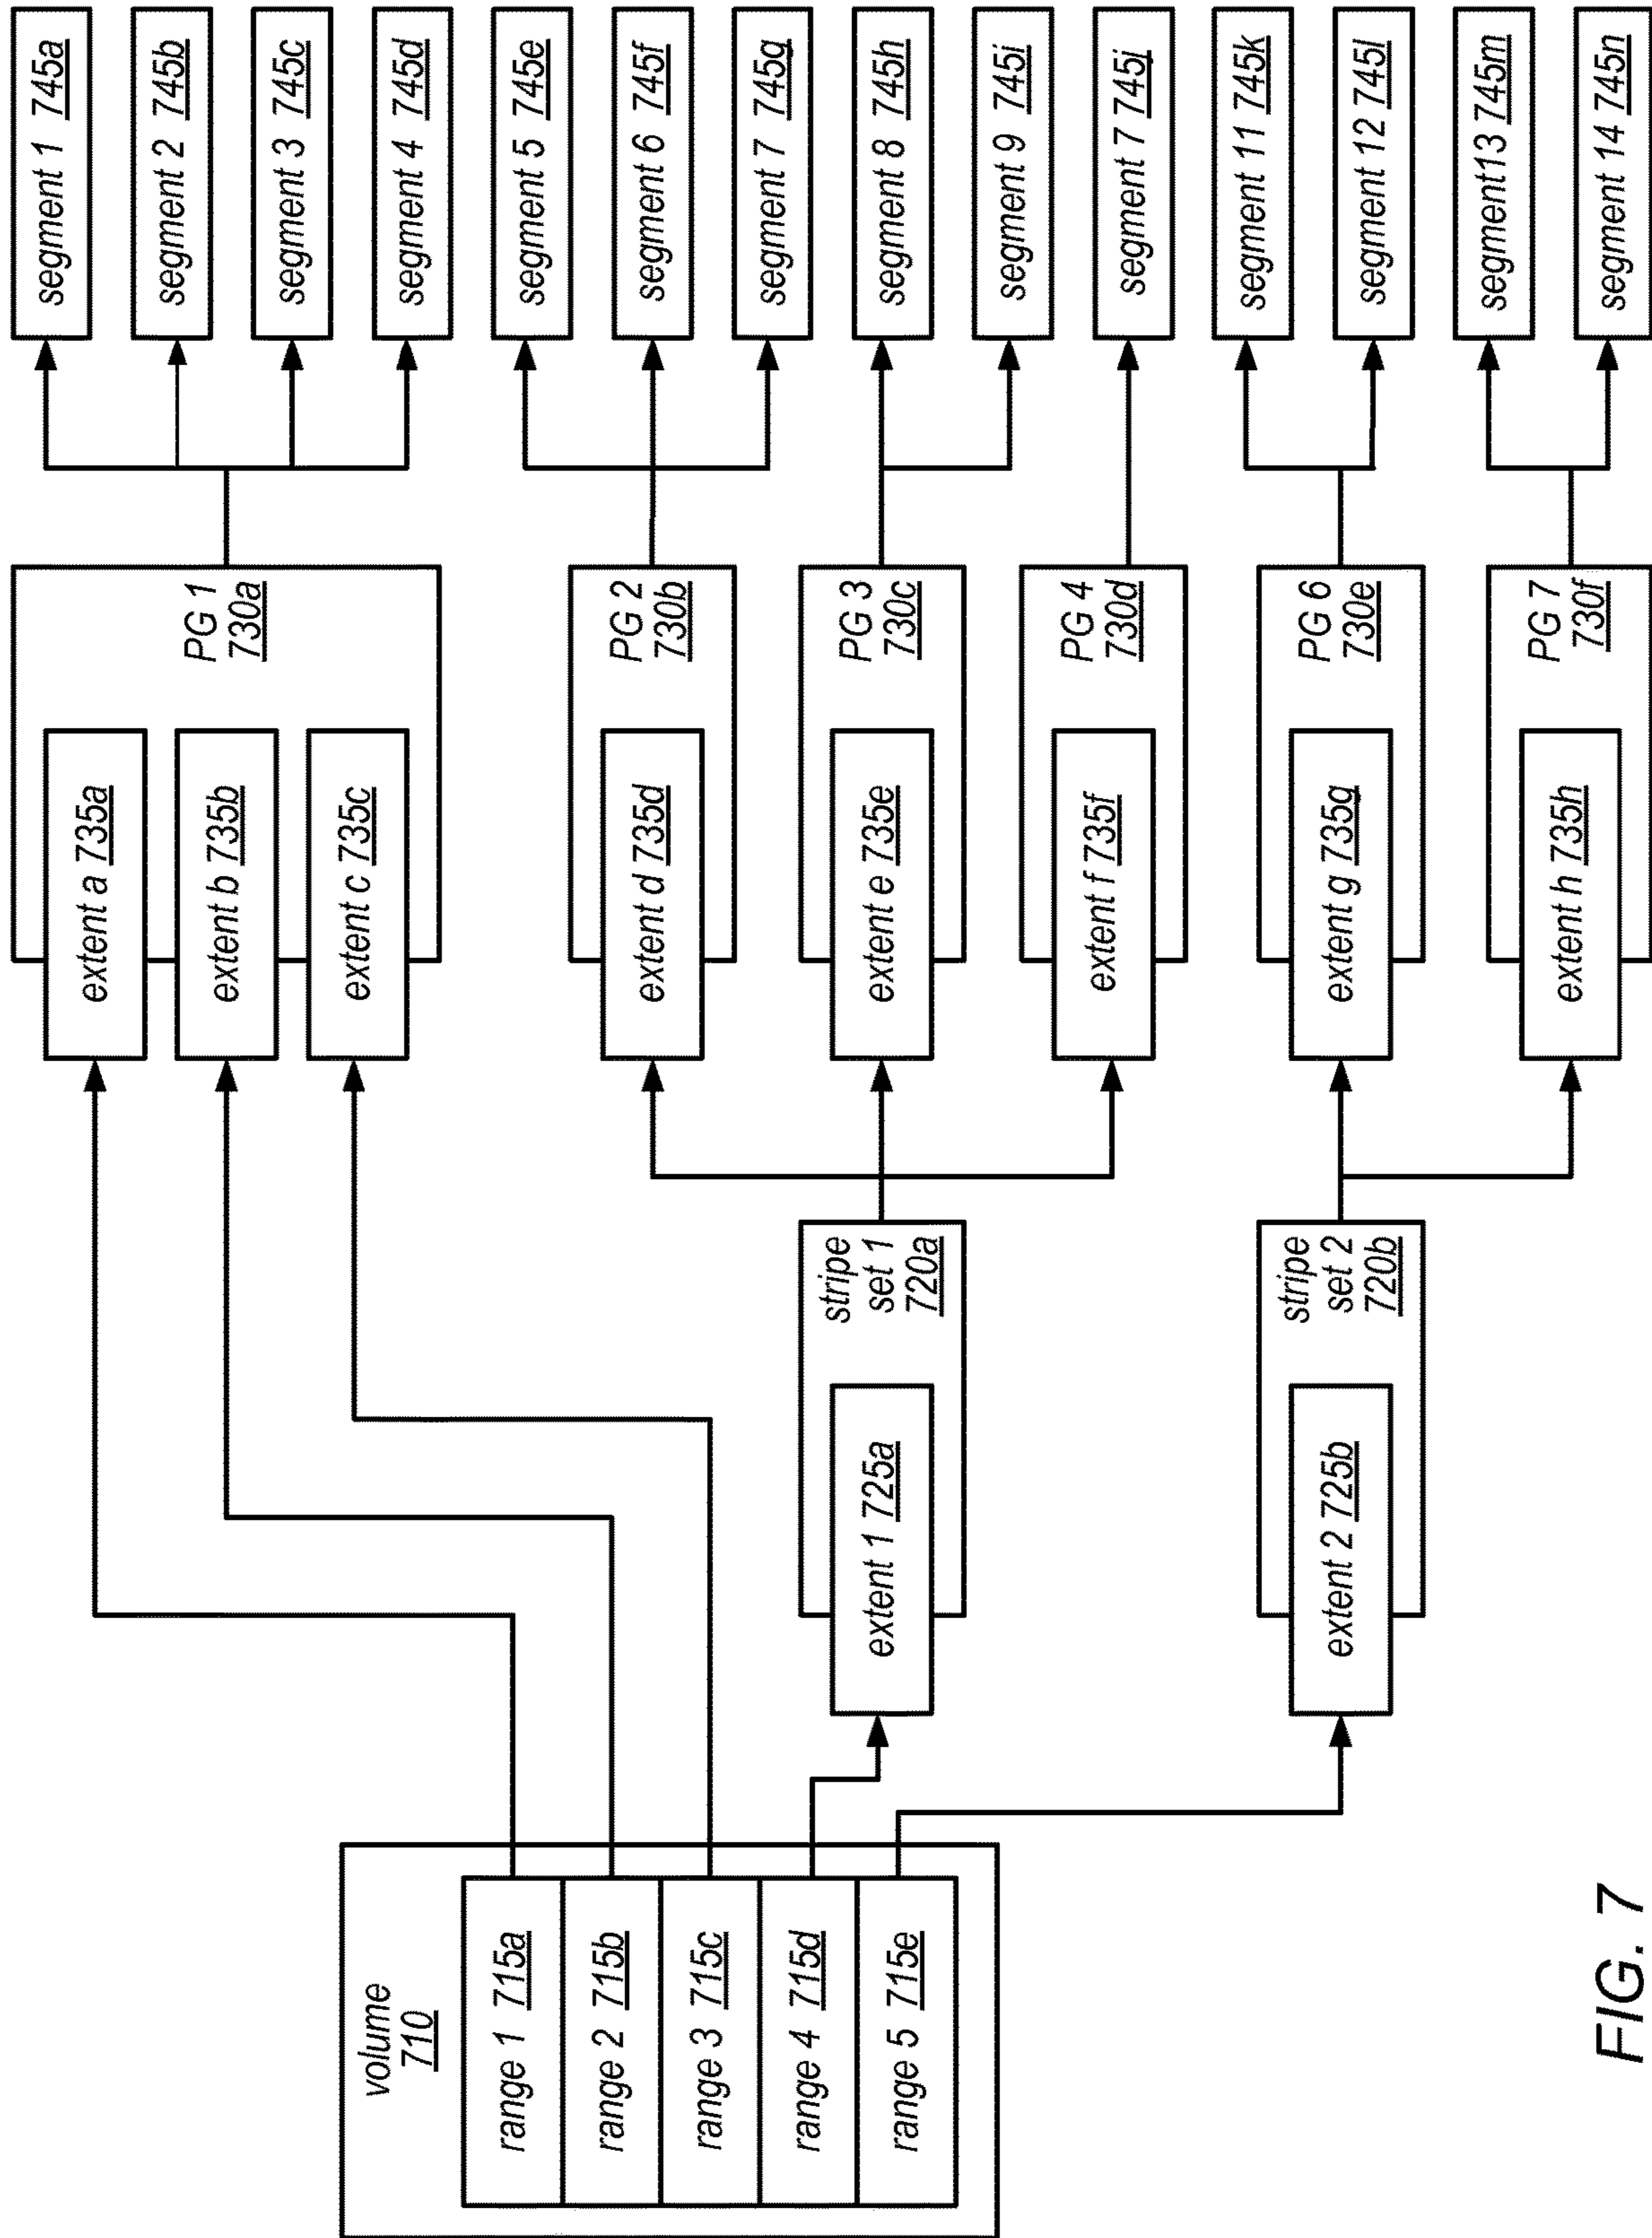 volume
710
range 1 715a
range 2 715b
range 3 715c
range 4 715d
range 5 715e
extent 1 725a
stripe
set 1
720a
extent 2 725b
stripe
set 2
720b
extent a 735a
extent b 735b
extent c 735c
PG 1
730a
extent d 735d
PG 2
730b
extent e 735e
PG 3
730c
extent f 735f
PG 4
730d
extent g 735g
PG 6
730e
extent h 735h
PG 7
730f
segment 1 745a
segment 2 745b
segment 3 745c
segment 4 745d
segment 5 745e
segment 6 745f
segment 7 745g
segment 8 745h
segment 9 745i
segment 7 745j
segment 11 745k
segment 12 745l
segment13 745m
segment 14 745n
FIG. 7